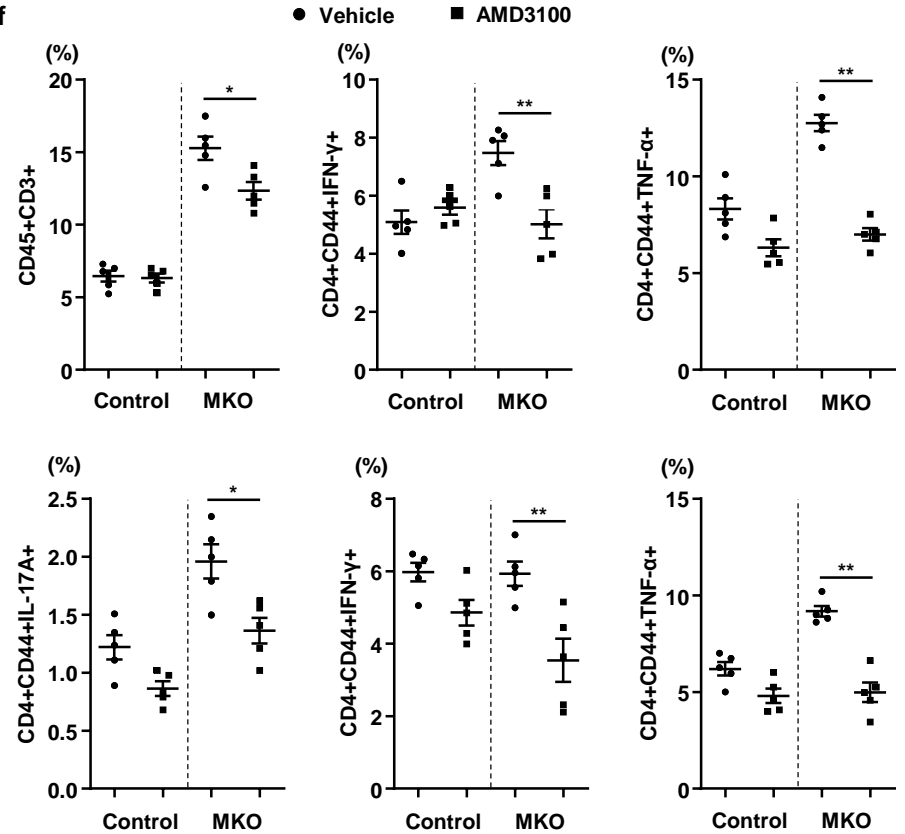 f
Vehicle
AMD3100
(%)
CD45+CD3+
20
15
10
5
0
*
Control
MKO
(%)
CD4+CD44+IFN-γ+
10
8
6
4
2
0
**
Control
MKO
(%)
CD4+CD44+TNF-α+
15
10
5
0
**
Control
MKO
(%)
CD4+CD44+IL-17A+
2.5
2.0
1.5
1.0
0.5
0.0
*
Control
MKO
(%)
CD4+CD44+IFN-γ+
8
6
4
2
0
**
Control
MKO
(%)
CD4+CD44+TNF-α+
15
10
5
0
**
Control
MKO